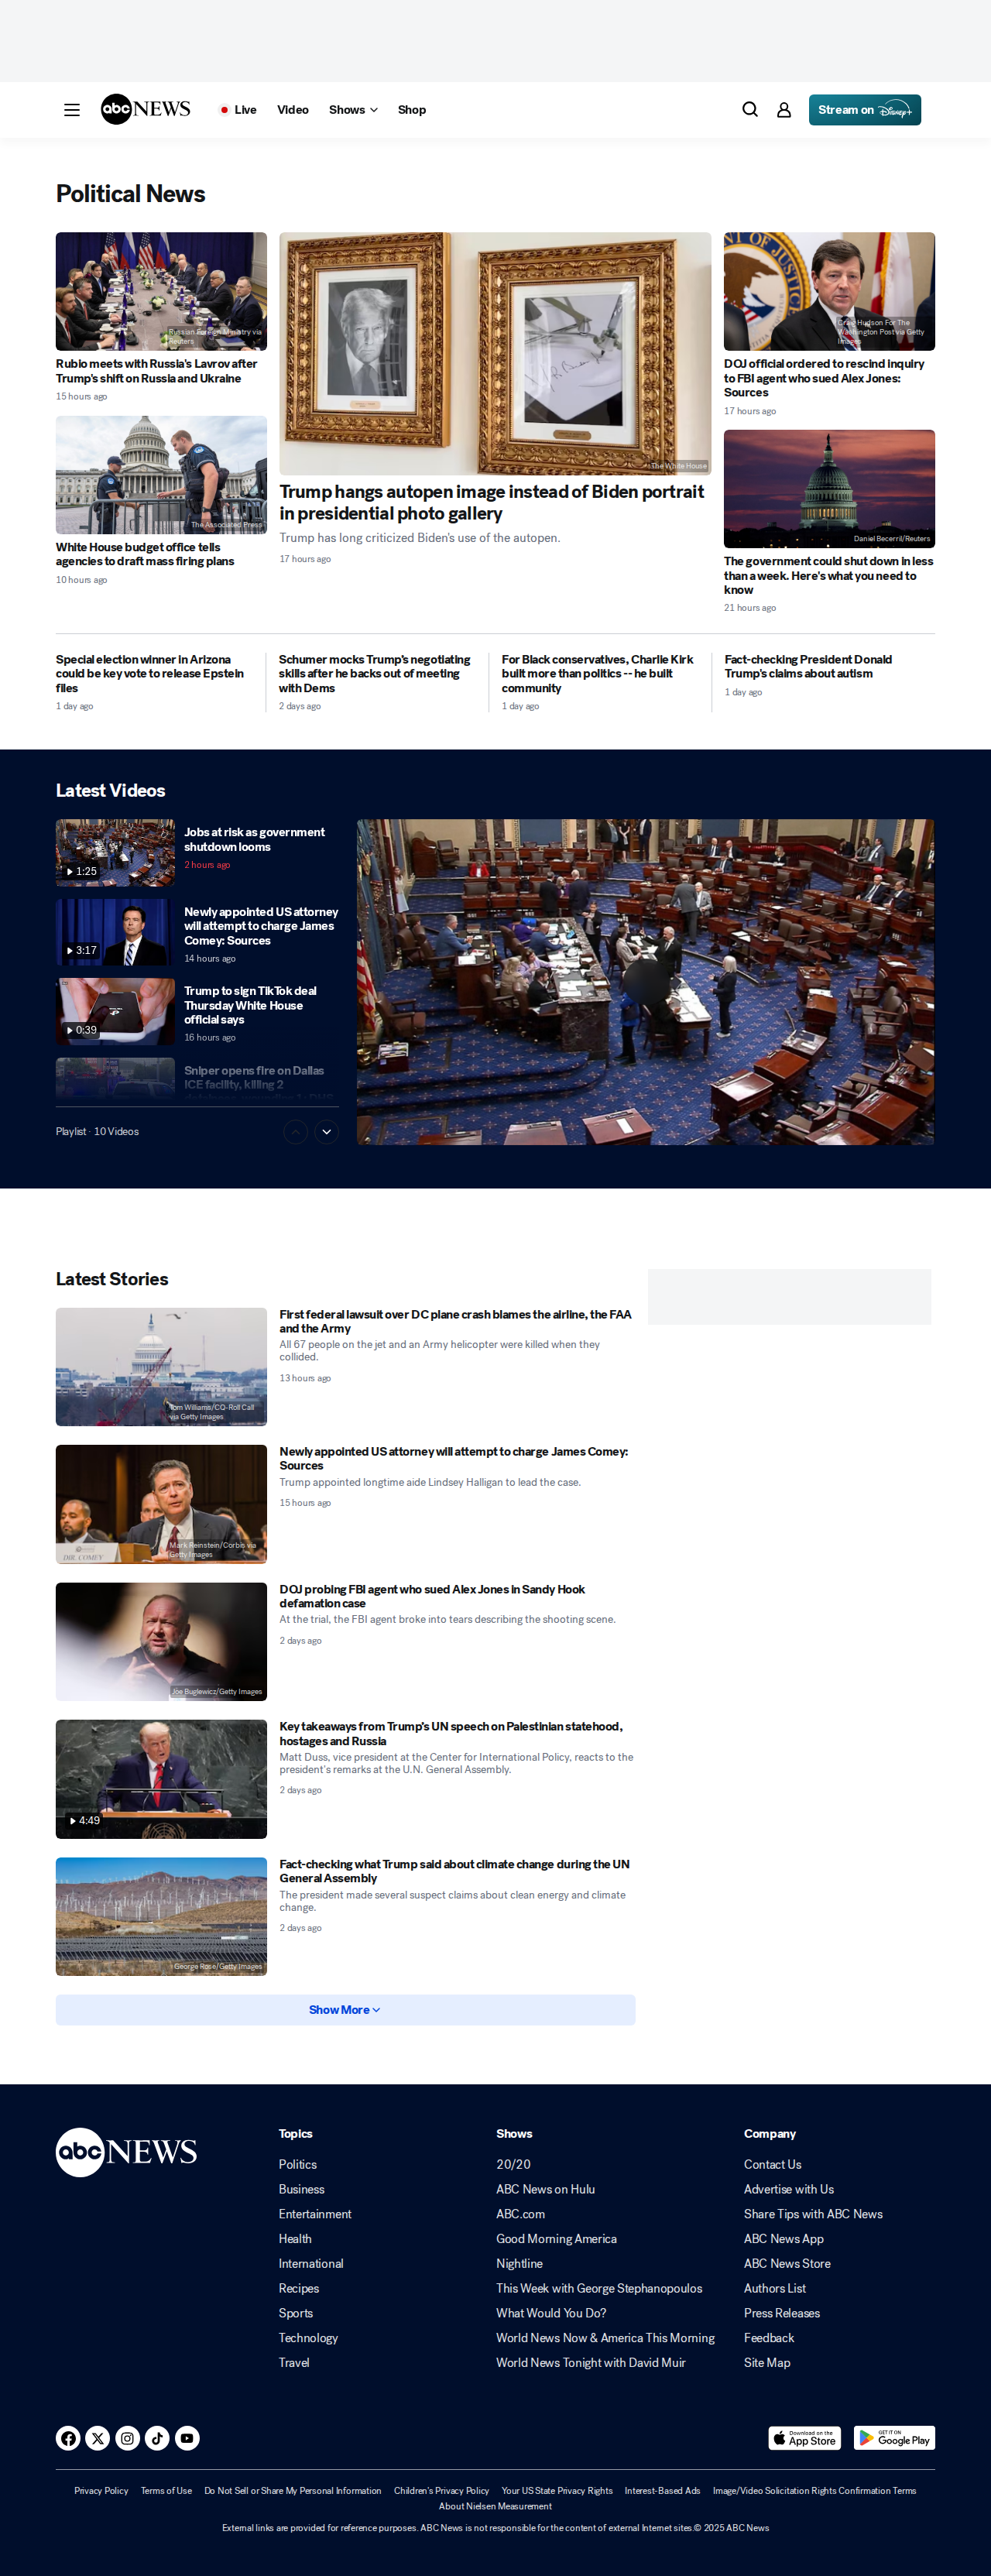 abc NEWS
Live
Video
Shows
Shop
Stream on Disney+
Political News
Russian Foreign Ministry via
Reuters
Rubio meets with Russia's Lavrov after
Trump's shift on Russia and Ukraine
15 hours ago
The Associated Press
White House budget office tells
agencies to draft mass firing plans
10 hours ago
The White House
Trump hangs autopen image instead of Biden portrait
in presidential photo gallery
Trump has long criticized Biden's use of the autopen.
17 hours ago
Craig Hudson For The
Washington Post via Getty
Images
DOJ official ordered to rescind inquiry
to FBI agent who sued Alex Jones:
Sources
17 hours ago
Daniel Becerril/Reuters
The government could shut down in less
than a week. Here's what you need to
know
21 hours ago
Special election winner in Arizona
could be key vote to release Epstein
files
1 day ago
Schumer mocks Trump's negotiating
skills after he backs out of meeting
with Dems
2 days ago
For Black conservatives, Charlie Kirk
built more than politics -- he built
community
1 day ago
Fact-checking President Donald
Trump's claims about autism
1 day ago
Latest Videos
1:25
Jobs at risk as government
shutdown looms
2 hours ago
3:17
Newly appointed US attorney
will attempt to charge James
Comey: Sources
14 hours ago
0:39
Trump to sign TikTok deal
Thursday White House
official says
16 hours ago
Sniper opens fire on Dallas
ICE facility, killing 2
Playlist · 10 Videos
Latest Stories
Tom Williams/CQ-Roll Call
via Getty Images
First federal lawsuit over DC plane crash blames the airline, the FAA
and the Army
All 67 people on the jet and an Army helicopter were killed when they
collided.
13 hours ago
DIR. COMEY
Mark Reinstein/Corbis via
Getty Images
Newly appointed US attorney will attempt to charge James Comey:
Sources
Trump appointed longtime aide Lindsey Halligan to lead the case.
15 hours ago
Joe Buglewicz/Getty Images
DOJ probing FBI agent who sued Alex Jones in Sandy Hook
defamation case
At the trial, the FBI agent broke into tears describing the shooting scene.
2 days ago
4:49
Key takeaways from Trump's UN speech on Palestinian statehood,
hostages and Russia
Matt Duss, vice president at the Center for International Policy, reacts to the
president's remarks at the U.N. General Assembly.
2 days ago
George Rose/Getty Images
Fact-checking what Trump said about climate change during the UN
General Assembly
The president made several suspect claims about clean energy and climate
change.
2 days ago
Show More
abc NEWS
Topics
Politics
Business
Entertainment
Health
International
Recipes
Sports
Technology
Travel
Shows
20/20
ABC News on Hulu
ABC.com
Good Morning America
Nightline
This Week with George Stephanopoulos
What Would You Do?
World News Now & America This Morning
World News Tonight with David Muir
Company
Contact Us
Advertise with Us
Share Tips with ABC News
ABC News App
ABC News Store
Authors List
Press Releases
Feedback
Site Map
Download on the
App Store
GET IT ON
Google Play
Privacy Policy
Terms of Use
Do Not Sell or Share My Personal Information
Children's Privacy Policy
Your US State Privacy Rights
Interest-Based Ads
Image/Video Solicitation Rights Confirmation Terms
About Nielsen Measurement
External links are provided for reference purposes. ABC News is not responsible for the content of external Internet sites.© 2025 ABC News